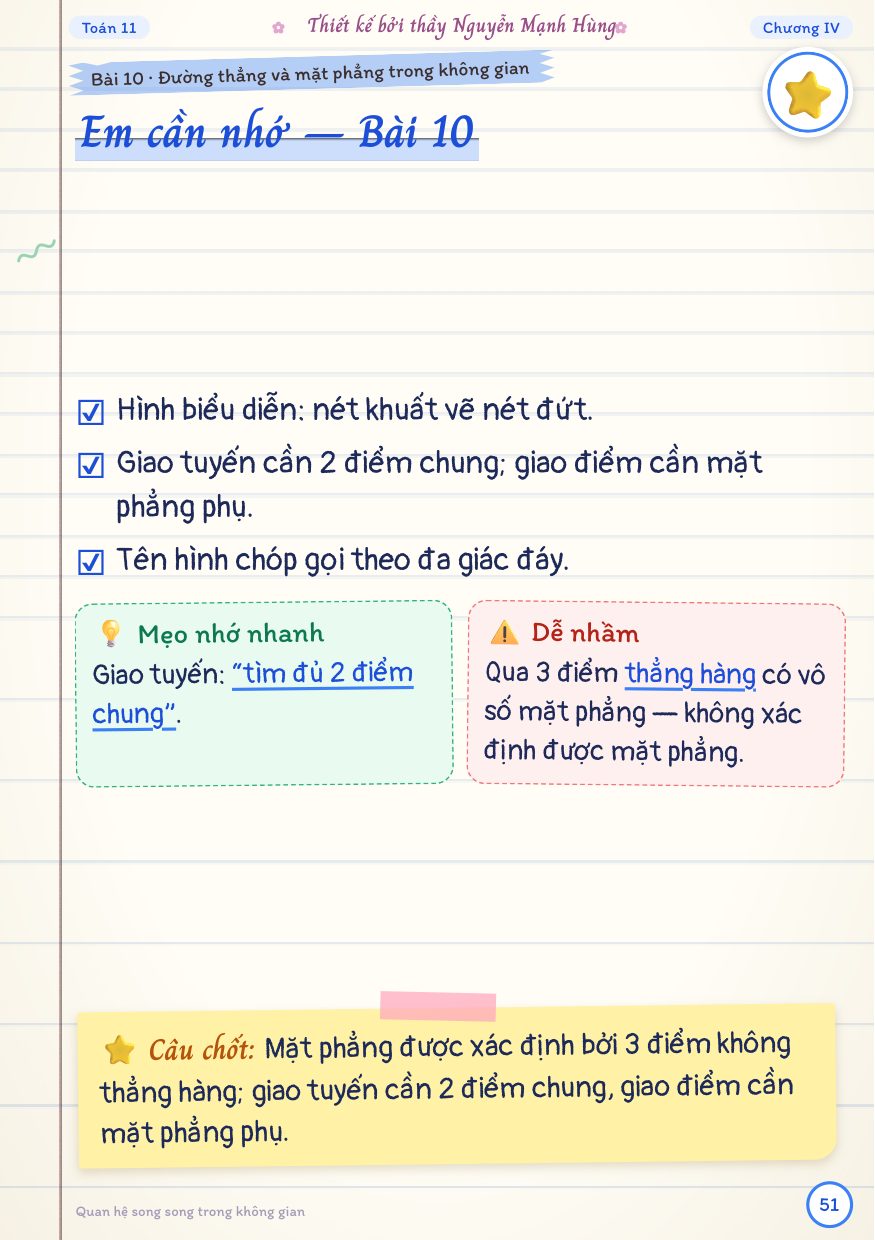 Toán 11
Thiết kế bởi thầy Nguyễn Mạnh Hùng
Chương IV
Bài 10 · Đường thẳng và mặt phẳng trong không gian
Em cần nhớ — Bài 10
Hình biểu diễn: nét khuất vẽ nét đứt.
Giao tuyến cần 2 điểm chung; giao điểm cần mặt
phẳng phụ.
Tên hình chóp gọi theo đa giác đáy.
Mẹo nhớ nhanh
Giao tuyến: “tìm đủ 2 điểm
chung”.
Dễ nhầm
Qua 3 điểm thẳng hàng có vô
số mặt phẳng — không xác
định được mặt phẳng.
Câu chốt: Mặt phẳng được xác định bởi 3 điểm không
thẳng hàng; giao tuyến cần 2 điểm chung, giao điểm cần
mặt phẳng phụ.
Quan hệ song song trong không gian
51